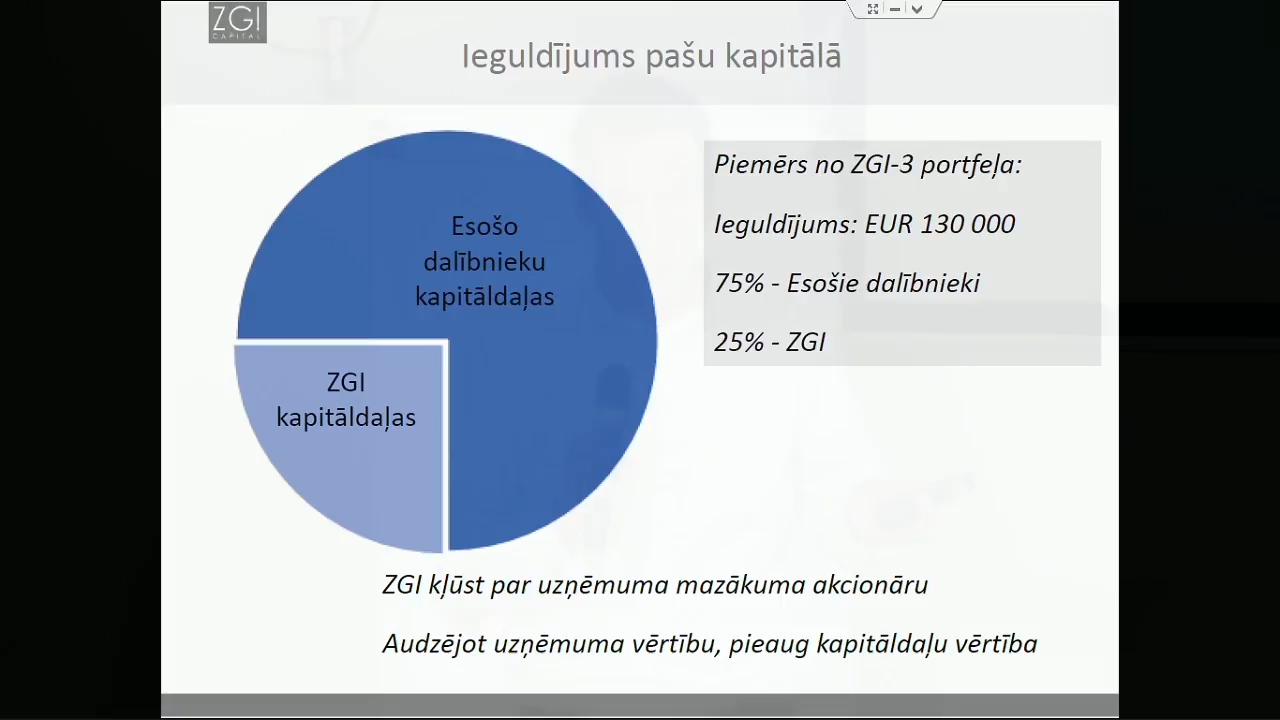 ZGI
CAPITAL
Ieguldījums pašu kapitālā
Esošo
dalībnieku
kapitāldaļas
ZGI
kapitāldaļas
Piemērs no ZGI-3 portfeļa:
Ieguldījums: EUR 130 000
75% - Esošie dalībnieki
25% - ZGI
ZGI kļūst par uzņēmuma mazākuma akcionāru
Audzējot uzņēmuma vērtību, pieaug kapitāldaļu vērtība